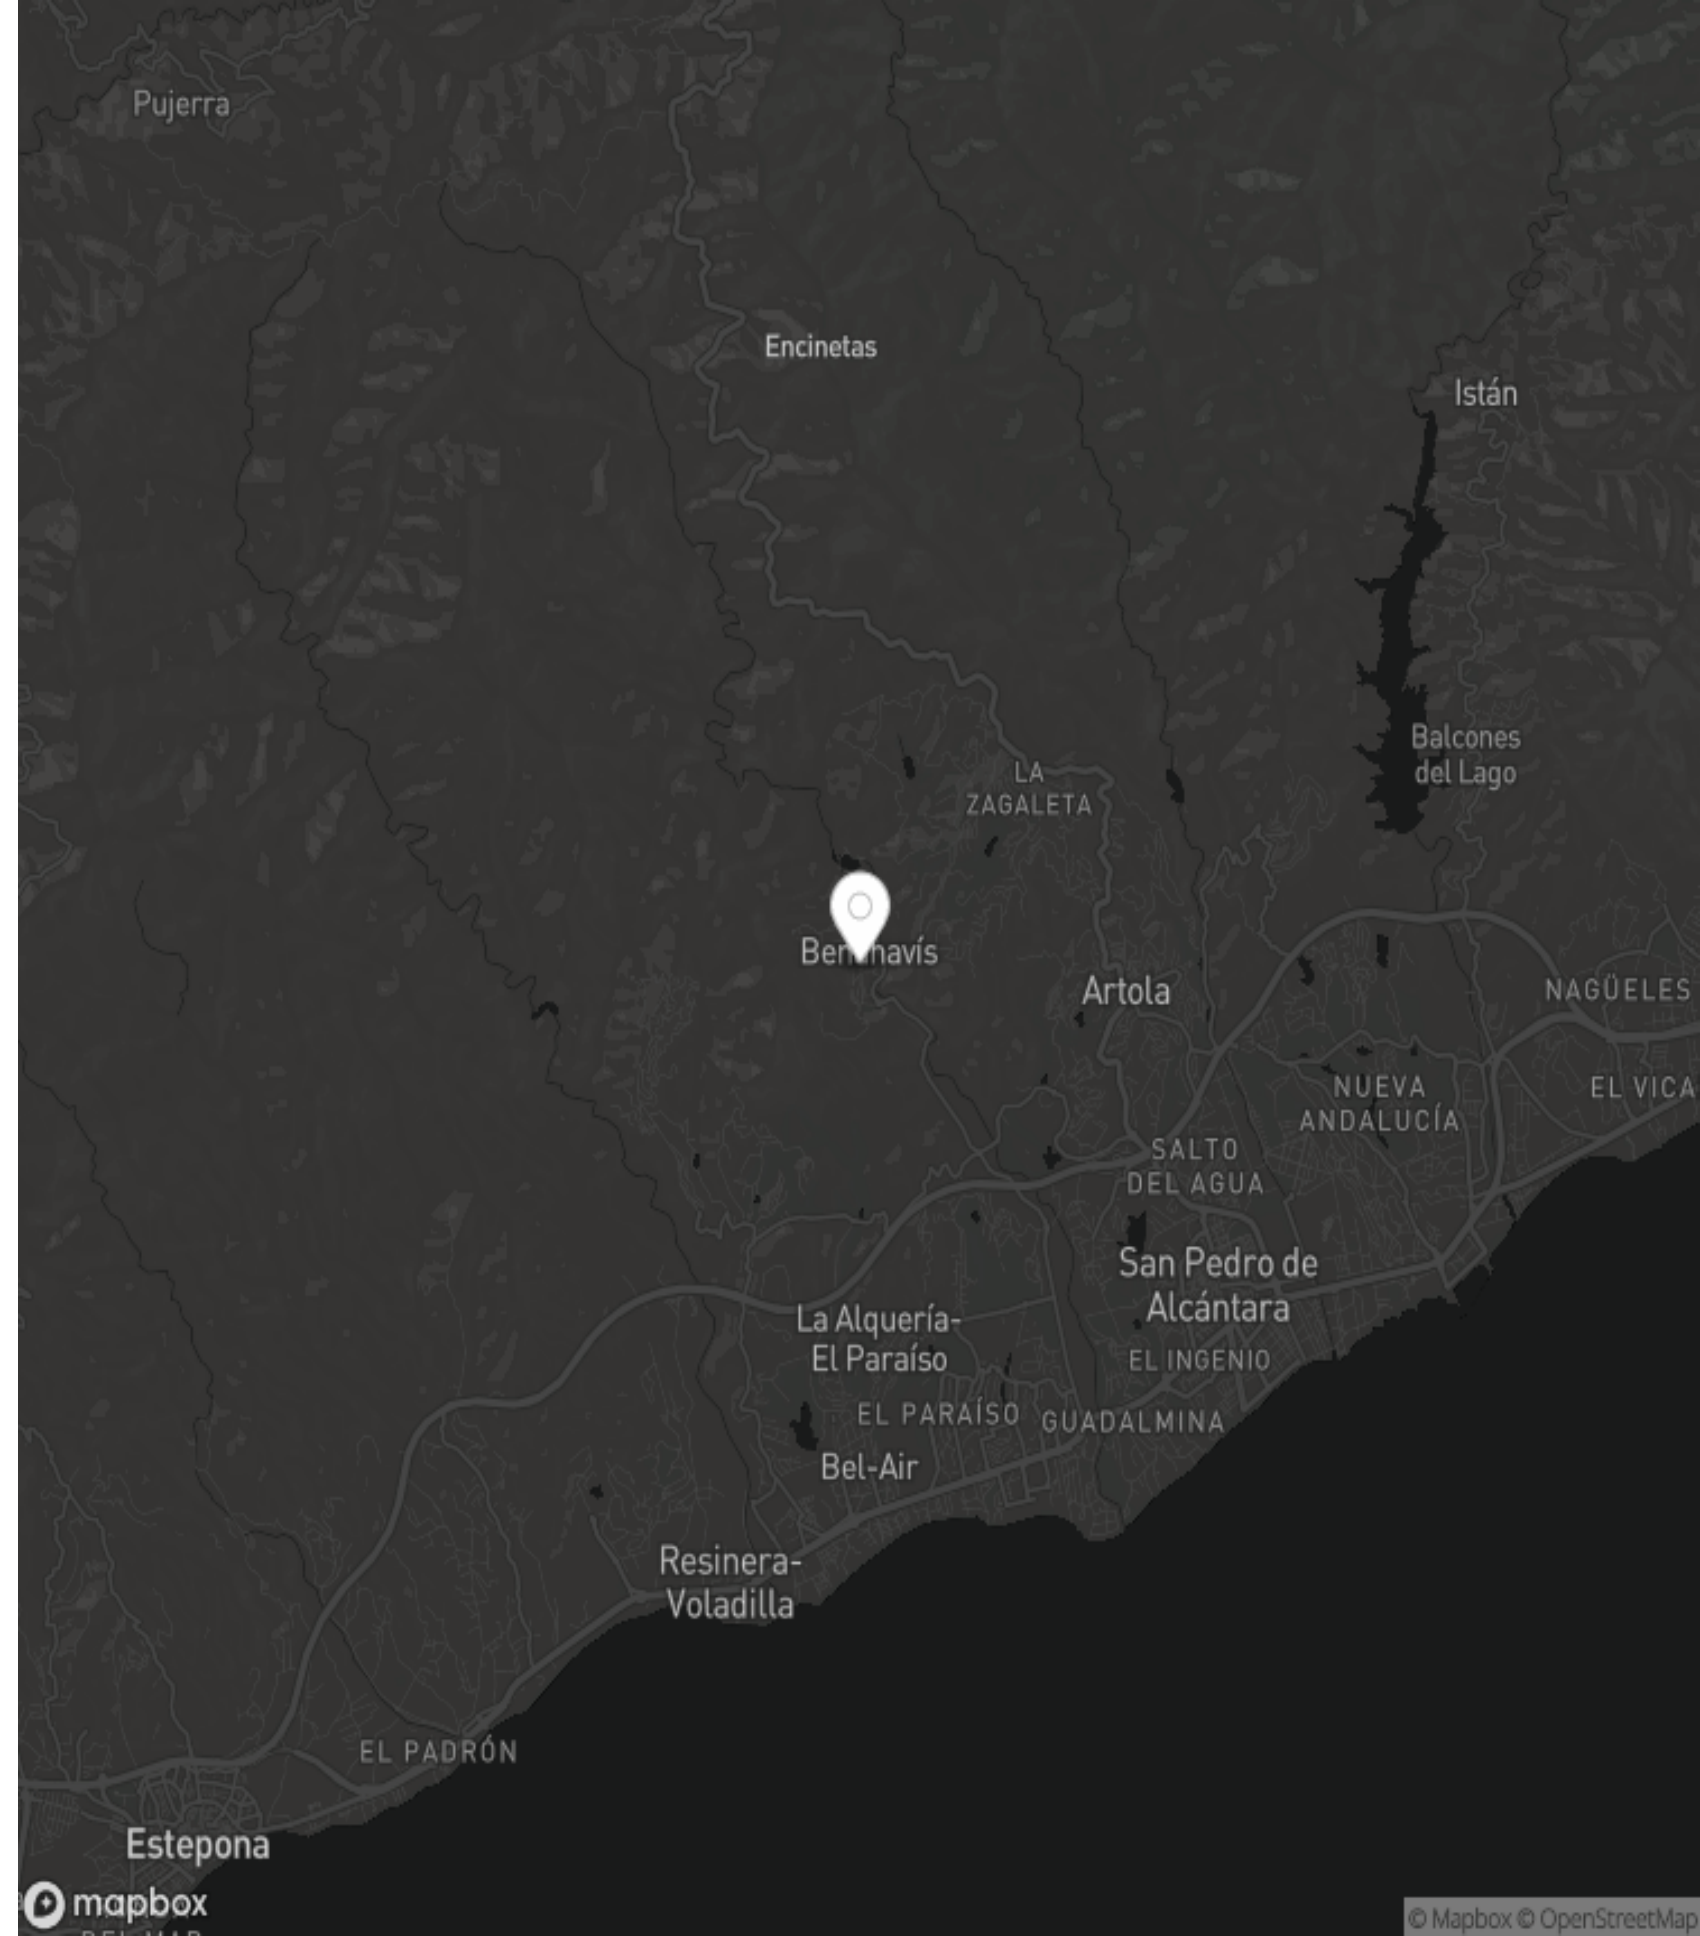 Pujerra
Encinetas
Istán
Balcones
del Lago
LA
ZAGALETA
Artola
NAGÜELES
NUEVA
ANDALUCÍA
EL VICA
SALTO
DEL AGUA
San Pedro de
Alcántara
La Alquería-
El Paraíso
EL INGENIO
EL PARAÍSO
GUADALMINA
Bel-Air
Resinera-
Voladilla
EL PADRÓN
Estepona
mapbox
© Mapbox © OpenStreetMap